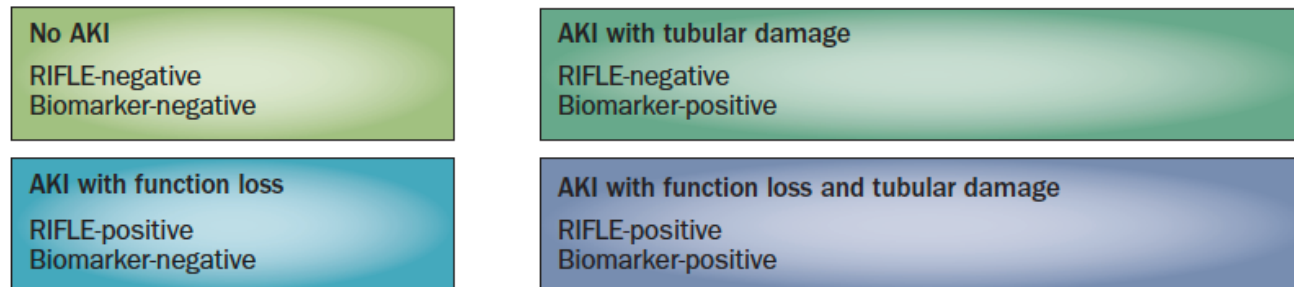 No AKI
RIFLE-negative
Biomarker-negative
AKI with tubular damage
RIFLE-negative
Biomarker-positive
AKI with function loss
RIFLE-positive
Biomarker-negative
AKI with function loss and tubular damage
RIFLE-positive
Biomarker-positive